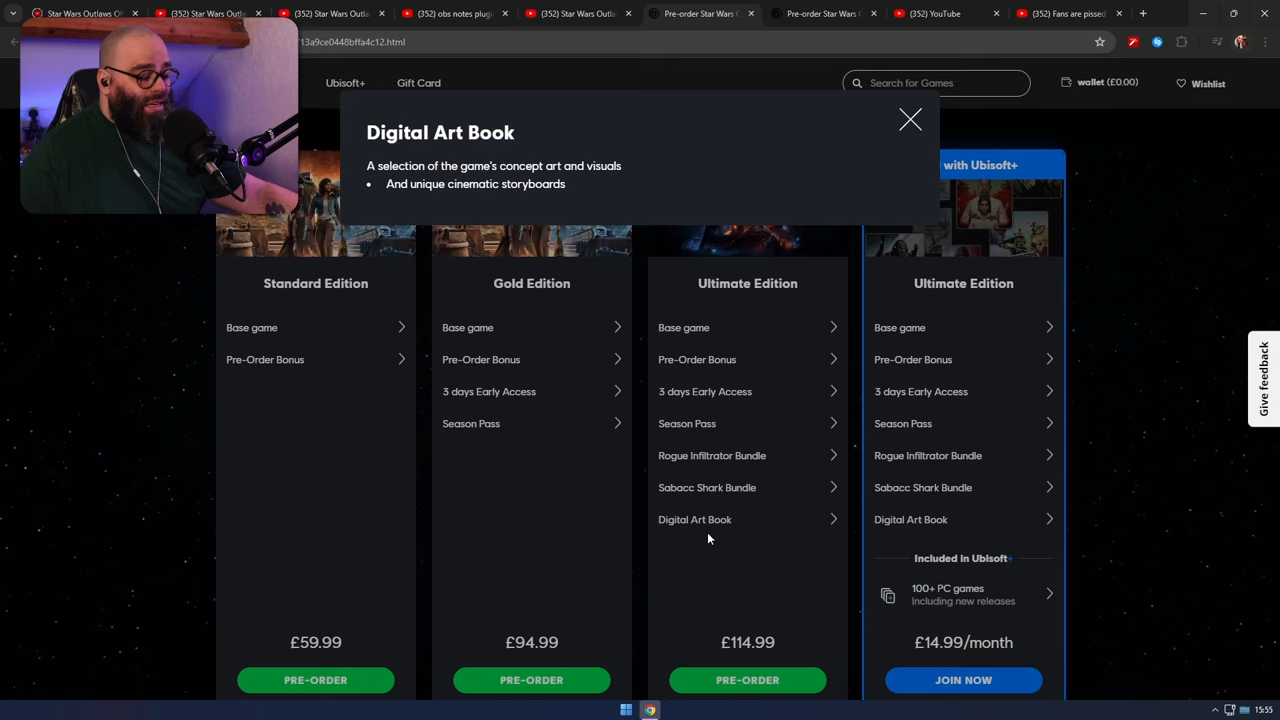 Star Wars Outlaws Offi
(352) Star Wars Outlaw
(352) Star Wars Outla
(352) obs notes plugin
(352) Star Wars Outla
Pre-order Star Wars O
Pre-order Star Wars
(352) YouTube
(352) Fans are pissed
13a9ce0448bffa4c12.html
Ubisoft+
Gift Card
Search for Games
wallet (£0.00)
Wishlist
Digital Art Book
A selection of the game's concept art and visuals
• And unique cinematic storyboards
with Ubisoft+
Standard Edition
Base game
Pre-Order Bonus
£59.99
PRE-ORDER
Gold Edition
Base game
Pre-Order Bonus
3 days Early Access
Season Pass
£94.99
PRE-ORDER
Ultimate Edition
Base game
Pre-Order Bonus
3 days Early Access
Season Pass
Rogue Infiltrator Bundle
Sabacc Shark Bundle
Digital Art Book
£114.99
PRE-ORDER
Ultimate Edition
Base game
Pre-Order Bonus
3 days Early Access
Season Pass
Rogue Infiltrator Bundle
Sabacc Shark Bundle
Digital Art Book
Included in Ubisoft+
100+ PC games
Including new releases
£14.99/month
JOIN NOW
Give feedback
15:55